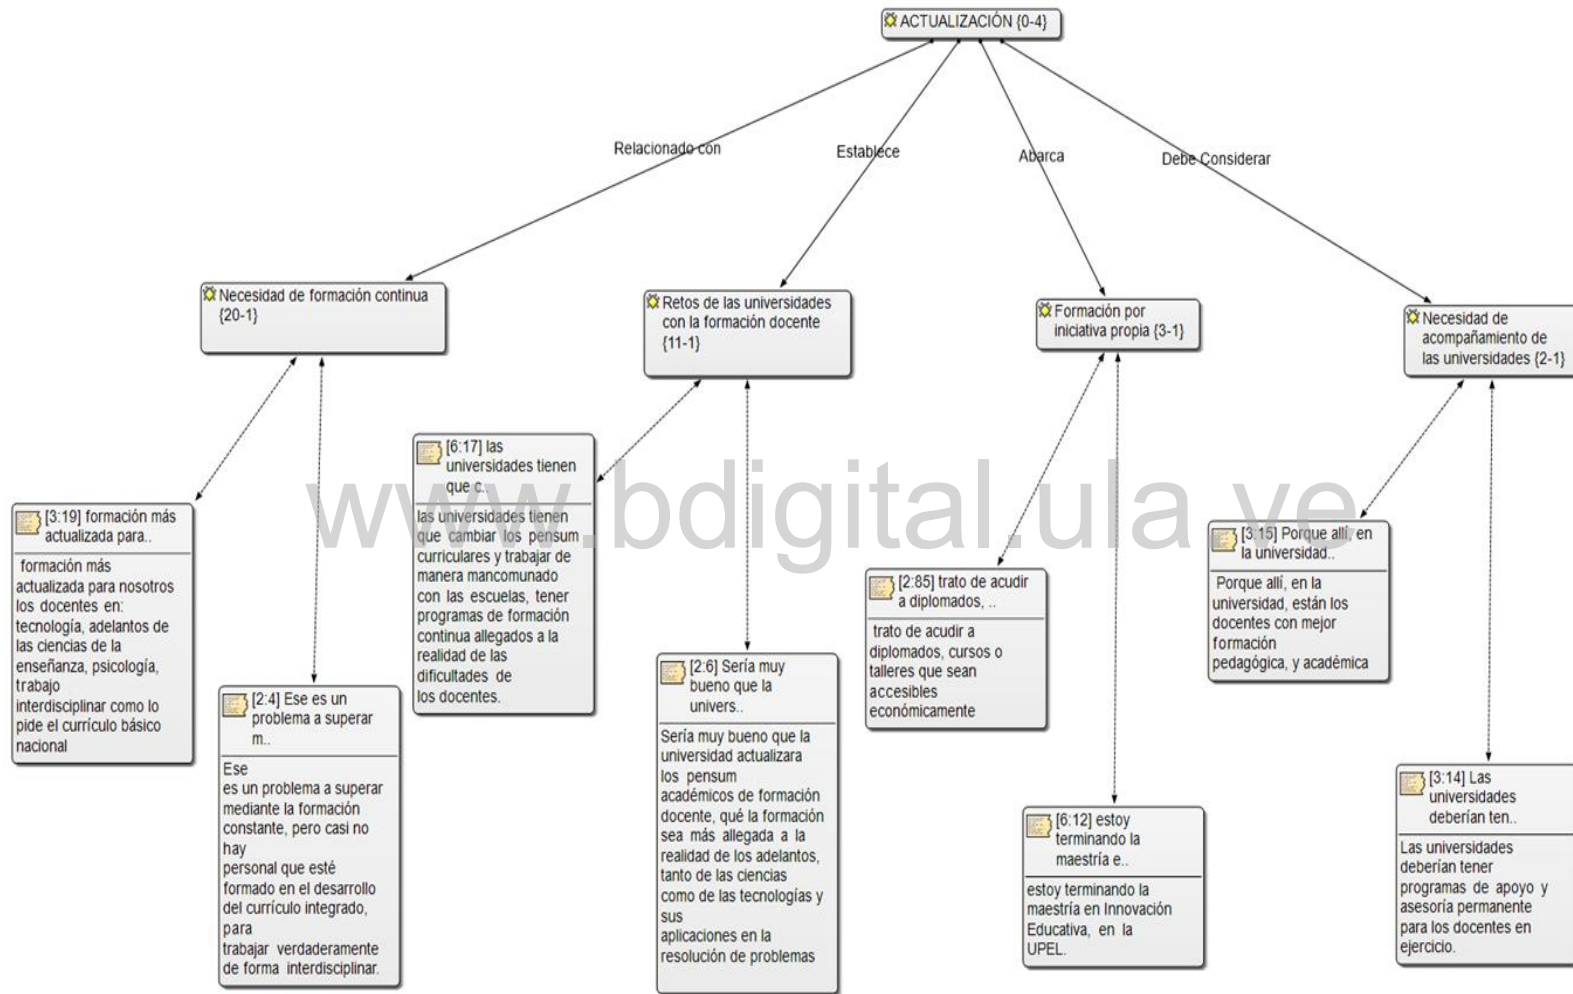 ACTUALIZACIÓN {0-4}
Relacionado con
Establece
Abarca
Debe Considerar
Necesidad de formación continua
{20-1}
Retos de las universidades
con la formación docente
{11-1}
Formación por
iniciativa propia {3-1}
Necesidad de
acompañamiento de
las universidades {2-1}
[3:19] formación más
actualizada para..
formación más
actualizada para nosotros
los docentes en:
tecnología, adelantos de
las ciencias de la
enseñanza, psicología,
trabajo
interdisciplinar como lo
pide el currículo básico
nacional
[2:4] Ese es un
problema a superar
m..
Ese
es un problema a superar
mediante la formación
constante, pero casi no
hay
personal que esté
formado en el desarrollo
del currículo integrado,
para
trabajar verdaderamente
de forma interdisciplinar.
[6:17] las
universidades tienen
que c..
las universidades tienen
que cambiar los pensum
curriculares y trabajar de
manera mancomunado
con las escuelas, tener
programas de formación
continua allegados a la
realidad de las
dificultades de
los docentes.
[2:6] Sería muy
bueno que la
univers..
Sería muy bueno que la
universidad actualizara
los pensum
académicos de formación
docente, qué la formación
sea más allegada a la
realidad de los adelantos,
tanto de las ciencias
como de las tecnologías y
sus
aplicaciones en la
resolución de problemas
[2:85] trato de acudir
a diplomados, ..
trato de acudir a
diplomados, cursos o
talleres que sean
accesibles
económicamente
[6:12] estoy
terminando la
maestría e..
estoy terminando la
maestría en Innovación
Educativa, en la
UPEL.
[3:15] Porque allí, en
la universidad..
Porque allí, en la
universidad, están los
docentes con mejor
formación
pedagógica, y académica
[3:14] Las
universidades
deberían ten..
Las universidades
deberían tener
programas de apoyo y
asesoría permanente
para los docentes en
ejercicio.
www.bdigital.ula.ve